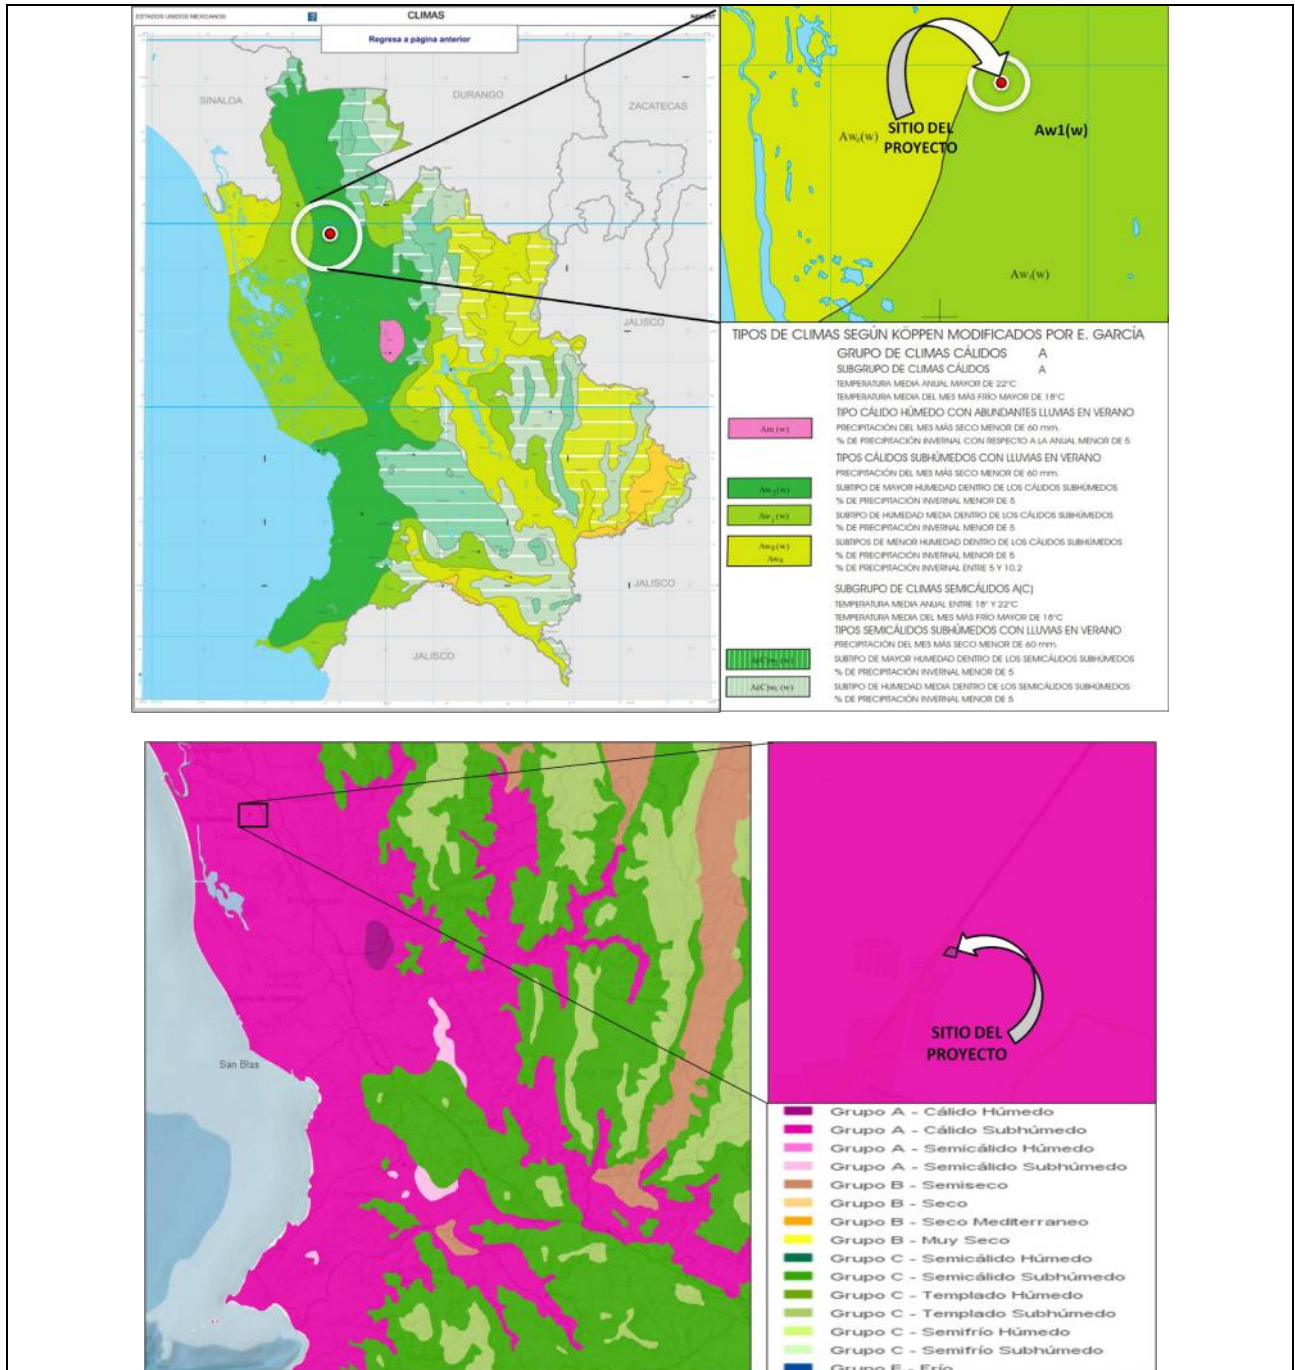 ESTADOS UNIDOS MEXICANOS
?
CLIMAS
Regresa a página anterior
SINALOA
DURANGO
ZACATECAS
JALISCO
JALISCO
JALISCO
Aw₀(w)
SITIO DEL
PROYECTO
Aw1(w)
Aw₁(w)
TIPOS DE CLIMAS SEGÚN KÖPPEN MODIFICADOS POR E. GARCÍA
GRUPO DE CLIMAS CÁLIDOS A
SUBGRUPO DE CLIMAS CÁLIDOS A
TEMPERATURA MEDIA ANUAL MAYOR DE 22°C
TEMPERATURA MEDIA DEL MES MÁS FRÍO MAYOR DE 18°C
TIPO CÁLIDO HÚMEDO CON ABUNDANTES LLUVIAS EN VERANO
Am (w)
PRECIPITACIÓN DEL MES MÁS SECO MENOR DE 60 mm.
% DE PRECIPITACIÓN INVERNAL CON RESPECTO A LA ANUAL MENOR DE 5
TIPOS CÁLIDOS SUBHÚMEDOS CON LLUVIAS EN VERANO
PRECIPITACIÓN DEL MES MÁS SECO MENOR DE 60 mm.
Aw₂(w)
SUBTIPO DE MAYOR HUMEDAD DENTRO DE LOS CÁLIDOS SUBHÚMEDOS
% DE PRECIPITACIÓN INVERNAL MENOR DE 5
Aw₁(w)
SUBTIPO DE HUMEDAD MEDIA DENTRO DE LOS CÁLIDOS SUBHÚMEDOS
% DE PRECIPITACIÓN INVERNAL MENOR DE 5
Aw₀(w)
Aw₀
SUBTIPOS DE MENOR HUMEDAD DENTRO DE LOS CÁLIDOS SUBHÚMEDOS
% DE PRECIPITACIÓN INVERNAL MENOR DE 5
% DE PRECIPITACIÓN INVERNAL ENTRE 5 Y 10.2
SUBGRUPO DE CLIMAS SEMICÁLIDOS A(C)
TEMPERATURA MEDIA ANUAL ENTRE 18° Y 22°C
TEMPERATURA MEDIA DEL MES MÁS FRÍO MAYOR DE 18°C
TIPOS SEMICÁLIDOS SUBHÚMEDOS CON LLUVIAS EN VERANO
PRECIPITACIÓN DEL MES MÁS SECO MENOR DE 60 mm.
A(C)w₂(w)
SUBTIPO DE MAYOR HUMEDAD DENTRO DE LOS SEMICÁLIDOS SUBHÚMEDOS
% DE PRECIPITACIÓN INVERNAL MENOR DE 5
A(C)w₁(w)
SUBTIPO DE HUMEDAD MEDIA DENTRO DE LOS SEMICÁLIDOS SUBHÚMEDOS
% DE PRECIPITACIÓN INVERNAL MENOR DE 5
San Blas
SITIO DEL
PROYECTO
Grupo A - Cálido Húmedo
Grupo A - Cálido Subhúmedo
Grupo A - Semicálido Húmedo
Grupo A - Semicálido Subhúmedo
Grupo B - Semiseco
Grupo B - Seco
Grupo B - Seco Mediterraneo
Grupo B - Muy Seco
Grupo C - Semicálido Húmedo
Grupo C - Semicálido Subhúmedo
Grupo C - Templado Húmedo
Grupo C - Templado Subhúmedo
Grupo C - Semifrío Húmedo
Grupo C - Semifrío Subhúmedo
Grupo E - Frío